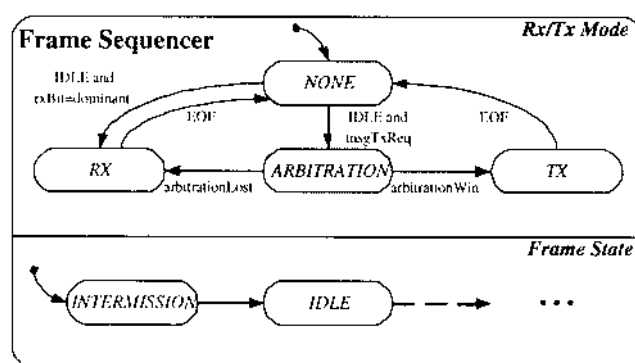 Rx/Tx Mode
Frame Sequencer
NONE
IDLE and
rxBit=dominant
EOF
IDLE and
msgTxReq
EOF
RX
arbitrationLost
ARBITRATION
arbitrationWin
TX
Frame State
INTERMISSION
IDLE
• • •